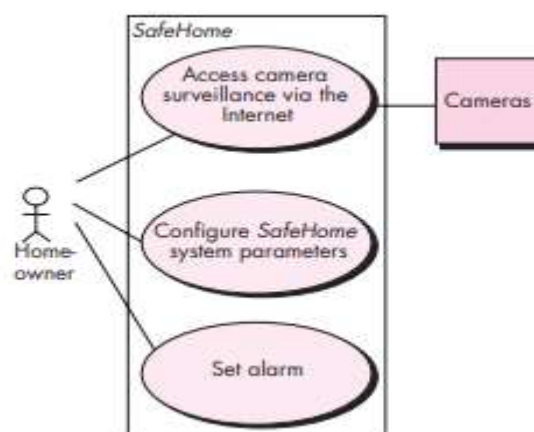 SafeHome
Access camera
surveillance via the
Internet
Cameras
Configure SafeHome
system parameters
Home-
owner
Set alarm